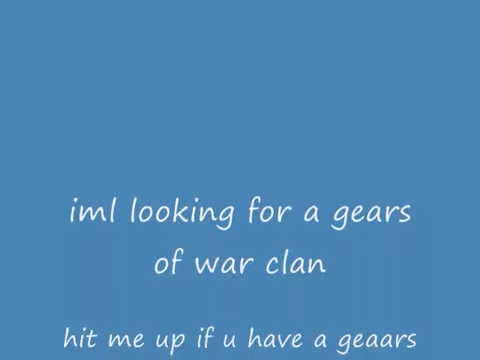 iml looking for a gears
of war clan
hit me up if u have a geaars